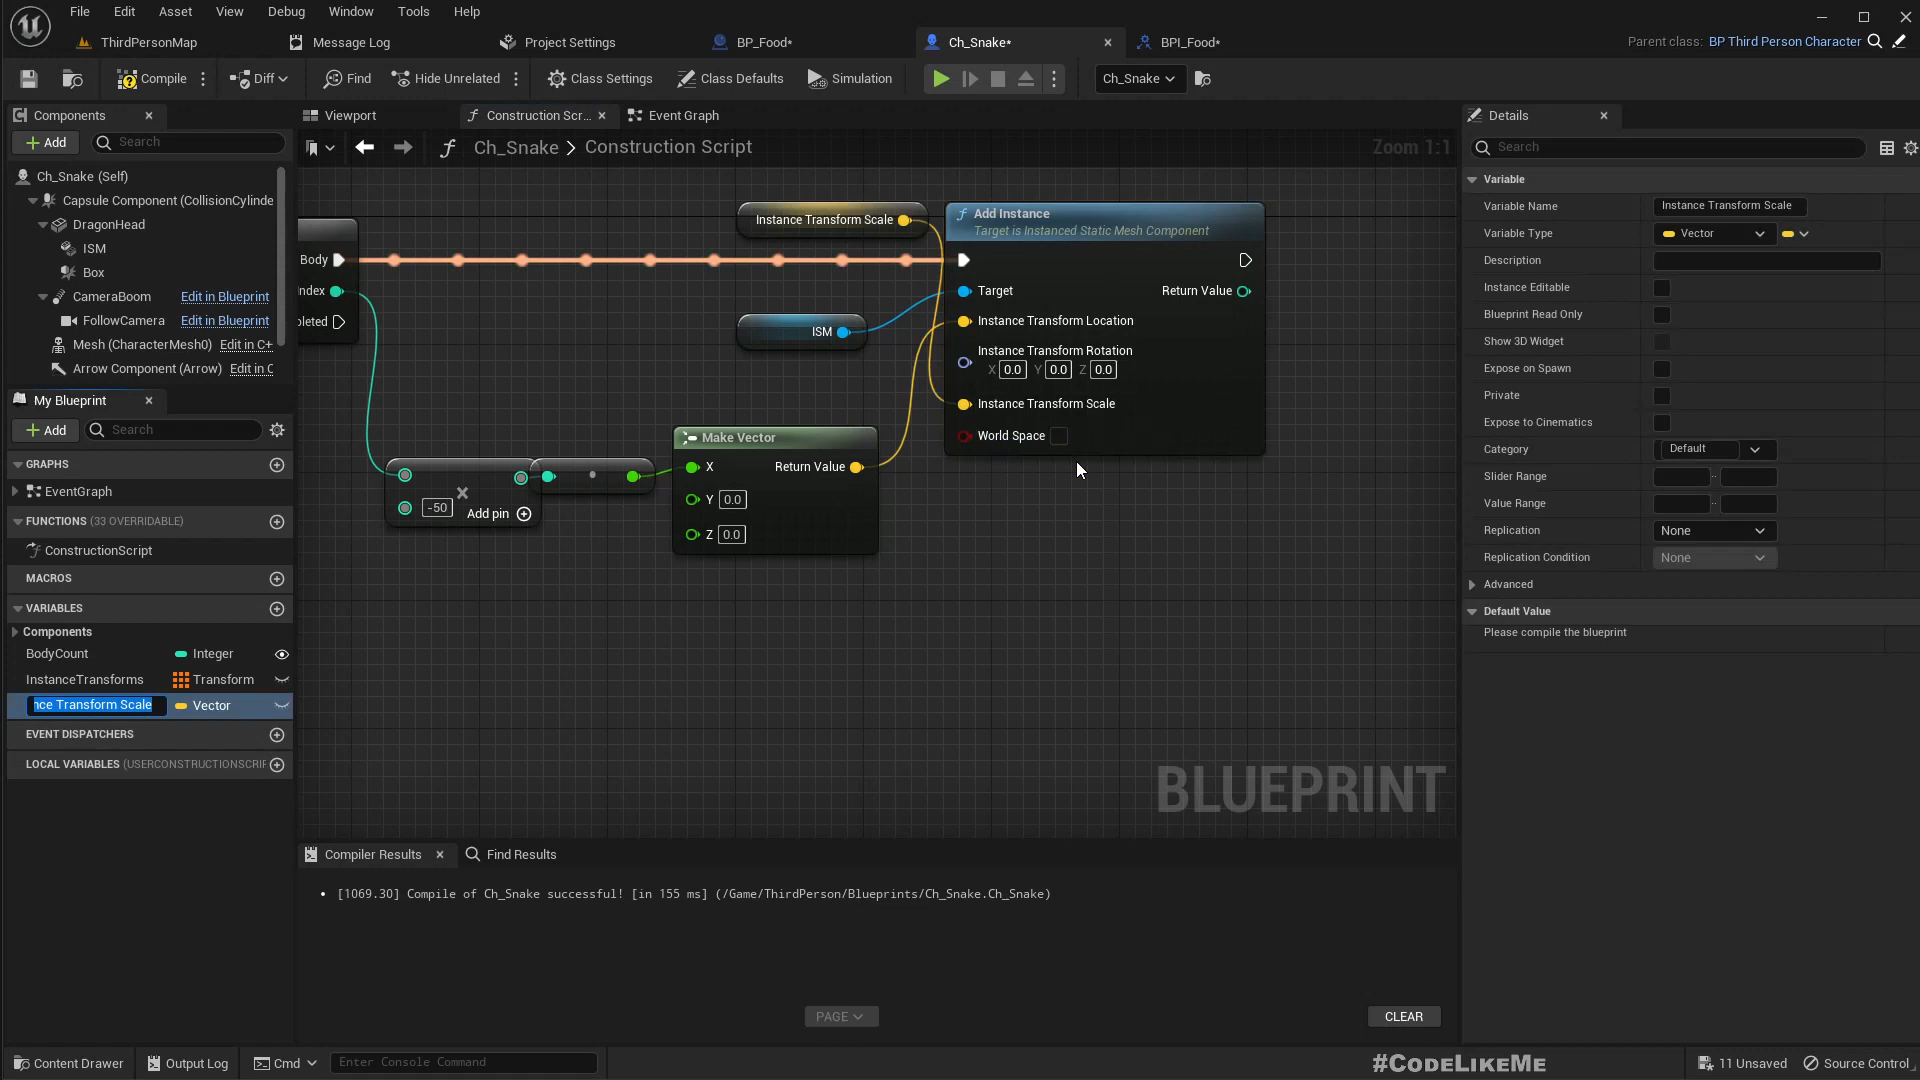 File Edit Asset View Debug Window Tools Help
ThirdPersonMap Message Log Project Settings BP_Food* Ch_Snake* BPI_Food* Parent class: BP Third Person Character
Compile Diff Find Hide Unrelated Class Settings Class Defaults Simulation Ch_Snake
Components
Add Search
Ch_Snake (Self)
Capsule Component (CollisionCylinde
DragonHead
ISM
Box
CameraBoom Edit in Blueprint
FollowCamera Edit in Blueprint
Mesh (CharacterMesh0) Edit in C+
Arrow Component (Arrow) Edit in C
My Blueprint
Add Search
GRAPHS
EventGraph
FUNCTIONS (33 OVERRIDABLE)
ConstructionScript
MACROS
VARIABLES
Components
BodyCount Integer
InstanceTransforms Transform
nce Transform Scale Vector
EVENT DISPATCHERS
LOCAL VARIABLES (USERCONSTRUCTIONSCRIF
Viewport Construction Scr... Event Graph
Ch_Snake > Construction Script Zoom 1:1
Body
ndex
pleted
Instance Transform Scale
ISM
Add Instance
Target is Instanced Static Mesh Component
Target Return Value
Instance Transform Location
Instance Transform Rotation
X 0.0 Y 0.0 Z 0.0
Instance Transform Scale
World Space
-50 Add pin
Make Vector
X Return Value
Y 0.0
Z 0.0
BLUEPRINT
Compiler Results Find Results
• [1069.30] Compile of Ch_Snake successful! [in 155 ms] (/Game/ThirdPerson/Blueprints/Ch_Snake.Ch_Snake)
PAGE CLEAR
Details
Search
Variable
Variable Name Instance Transform Scale
Variable Type Vector
Description
Instance Editable
Blueprint Read Only
Show 3D Widget
Expose on Spawn
Private
Expose to Cinematics
Category Default
Slider Range
Value Range
Replication None
Replication Condition None
Advanced
Default Value
Please compile the blueprint
Content Drawer Output Log Cmd Enter Console Command #CodeLikeMe 11 Unsaved Source Control